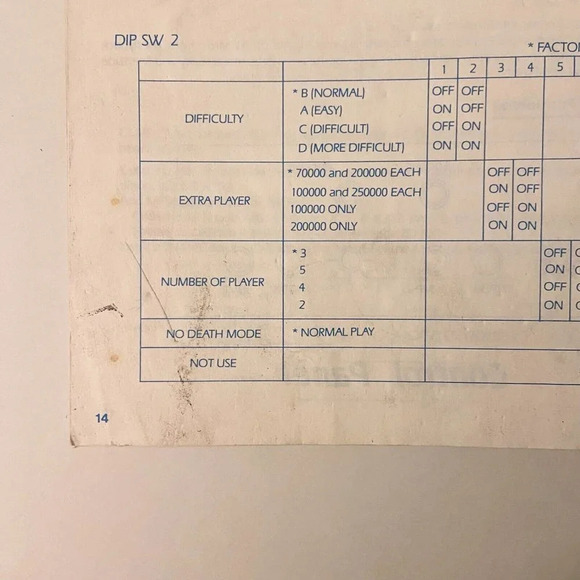 DIP SW 2
* FACTO
1 2 3 4 5
DIFFICULTY
* B (NORMAL) OFF OFF
A (EASY) ON OFF
C (DIFFICULT) OFF ON
D (MORE DIFFICULT) ON ON
EXTRA PLAYER
* 70000 and 200000 EACH OFF OFF
100000 and 250000 EACH ON OFF
100000 ONLY OFF ON
200000 ONLY ON ON
NUMBER OF PLAYER
* 3 OFF
5 ON
4 OFF
2 ON
NO DEATH MODE * NORMAL PLAY
NOT USE
14